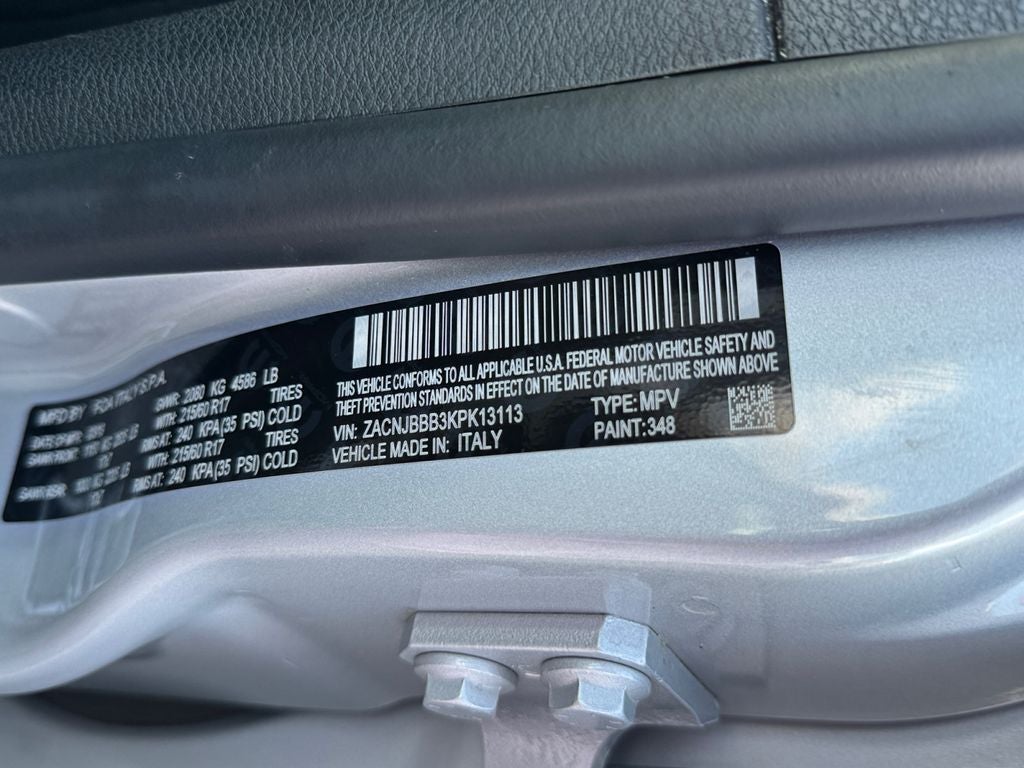 MFD BY FCA ITALY S.P.A.
GVWR: 2080 KG 4586 LB
WITH: 215/60 R17 TIRES
RIMS AT: 240 KPA(35 PSI) COLD
WITH: 215/60 R17 TIRES
RIMS AT: 240 KPA(35 PSI) COLD
THIS VEHICLE CONFORMS TO ALL APPLICABLE U.S.A. FEDERAL MOTOR VEHICLE SAFETY AND
THEFT PREVENTION STANDARDS IN EFFECT ON THE DATE OF MANUFACTURE SHOWN ABOVE
VIN: ZACNJBBB3KPK13113 TYPE: MPV
VEHICLE MADE IN: ITALY PAINT: 348